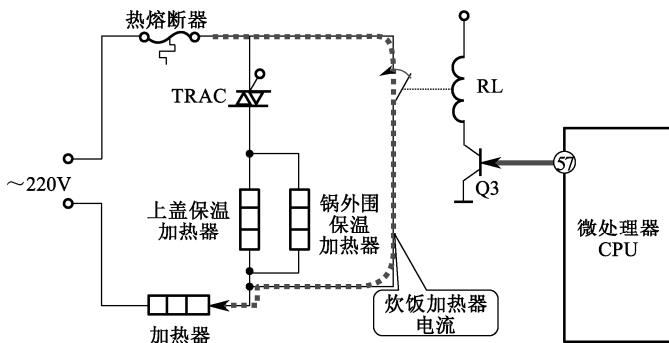 热熔断器
TRAC
RL
57
Q3
～220V
上盖保温
加热器
锅外围
保温
加热器
微处理器
CPU
炊饭加热器
电流
加热器